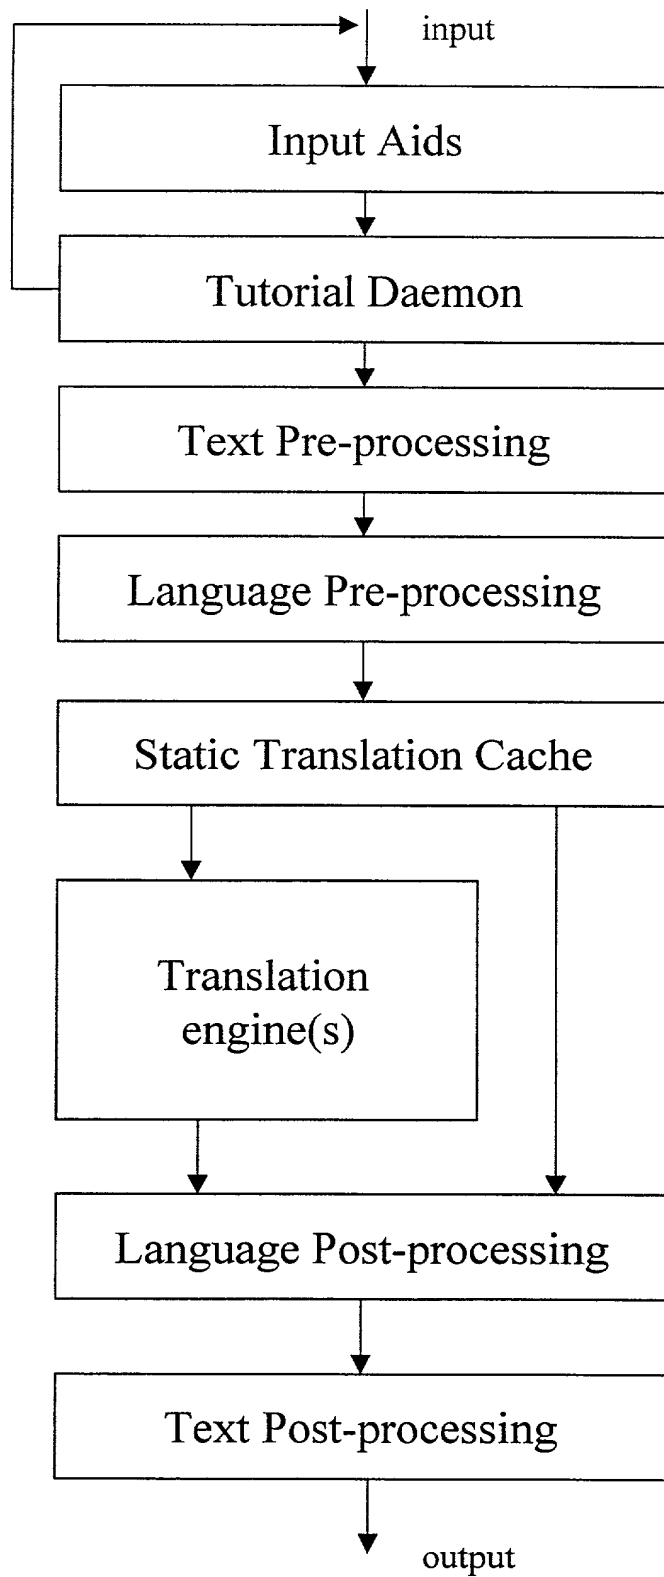 input
Input Aids
Tutorial Daemon
Text Pre-processing
Language Pre-processing
Static Translation Cache
Translation
engine(s)
Language Post-processing
Text Post-processing
output